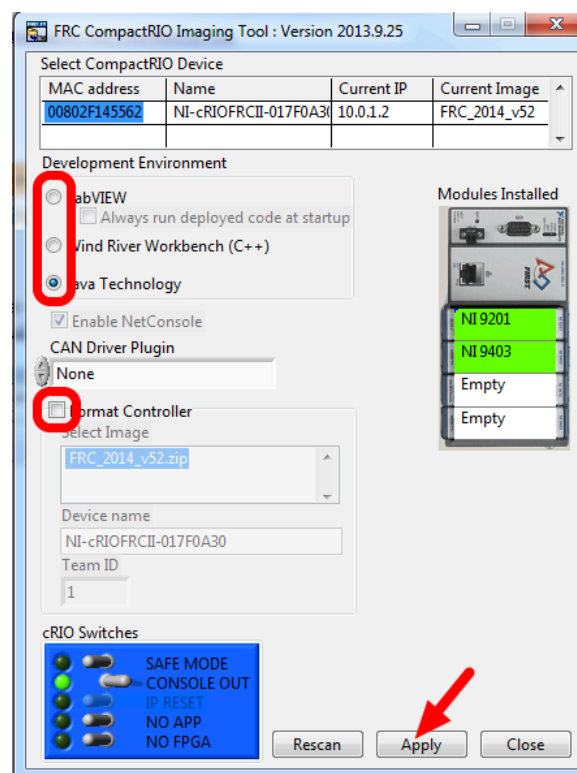 FRC CompactRIO Imaging Tool : Version 2013.9.25
Select CompactRIO Device
MAC address Name Current IP Current Image
00802F145562 NI-cRIOFRCII-017F0A3( 10.0.1.2 FRC_2014_v52
Development Environment
abVIEW
Always run deployed code at startup
Wind River Workbench (C++)
ava Technology
Enable NetConsole
CAN Driver Plugin
None
Format Controller
Select Image
FRC_2014_v52.zip
Device name
NI-cRIOFRCII-017F0A30
Team ID
1
Modules Installed
FIRST
NI 9201
NI 9403
Empty
Empty
cRIO Switches
SAFE MODE
CONSOLE OUT
IP RESET
NO APP
NO FPGA
Rescan Apply Close